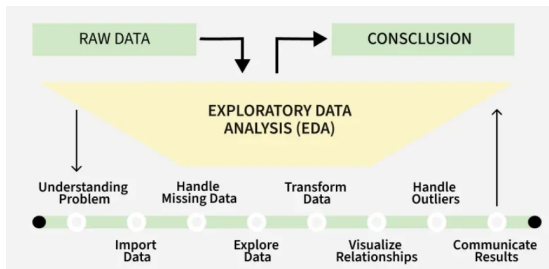 RAW DATA
CONSCLUSION
EXPLORATORY DATA
ANALYSIS (EDA)
Understanding
Problem
Import
Data
Handle
Missing Data
Explore
Data
Transform
Data
Visualize
Relationships
Handle
Outliers
Communicate
Results